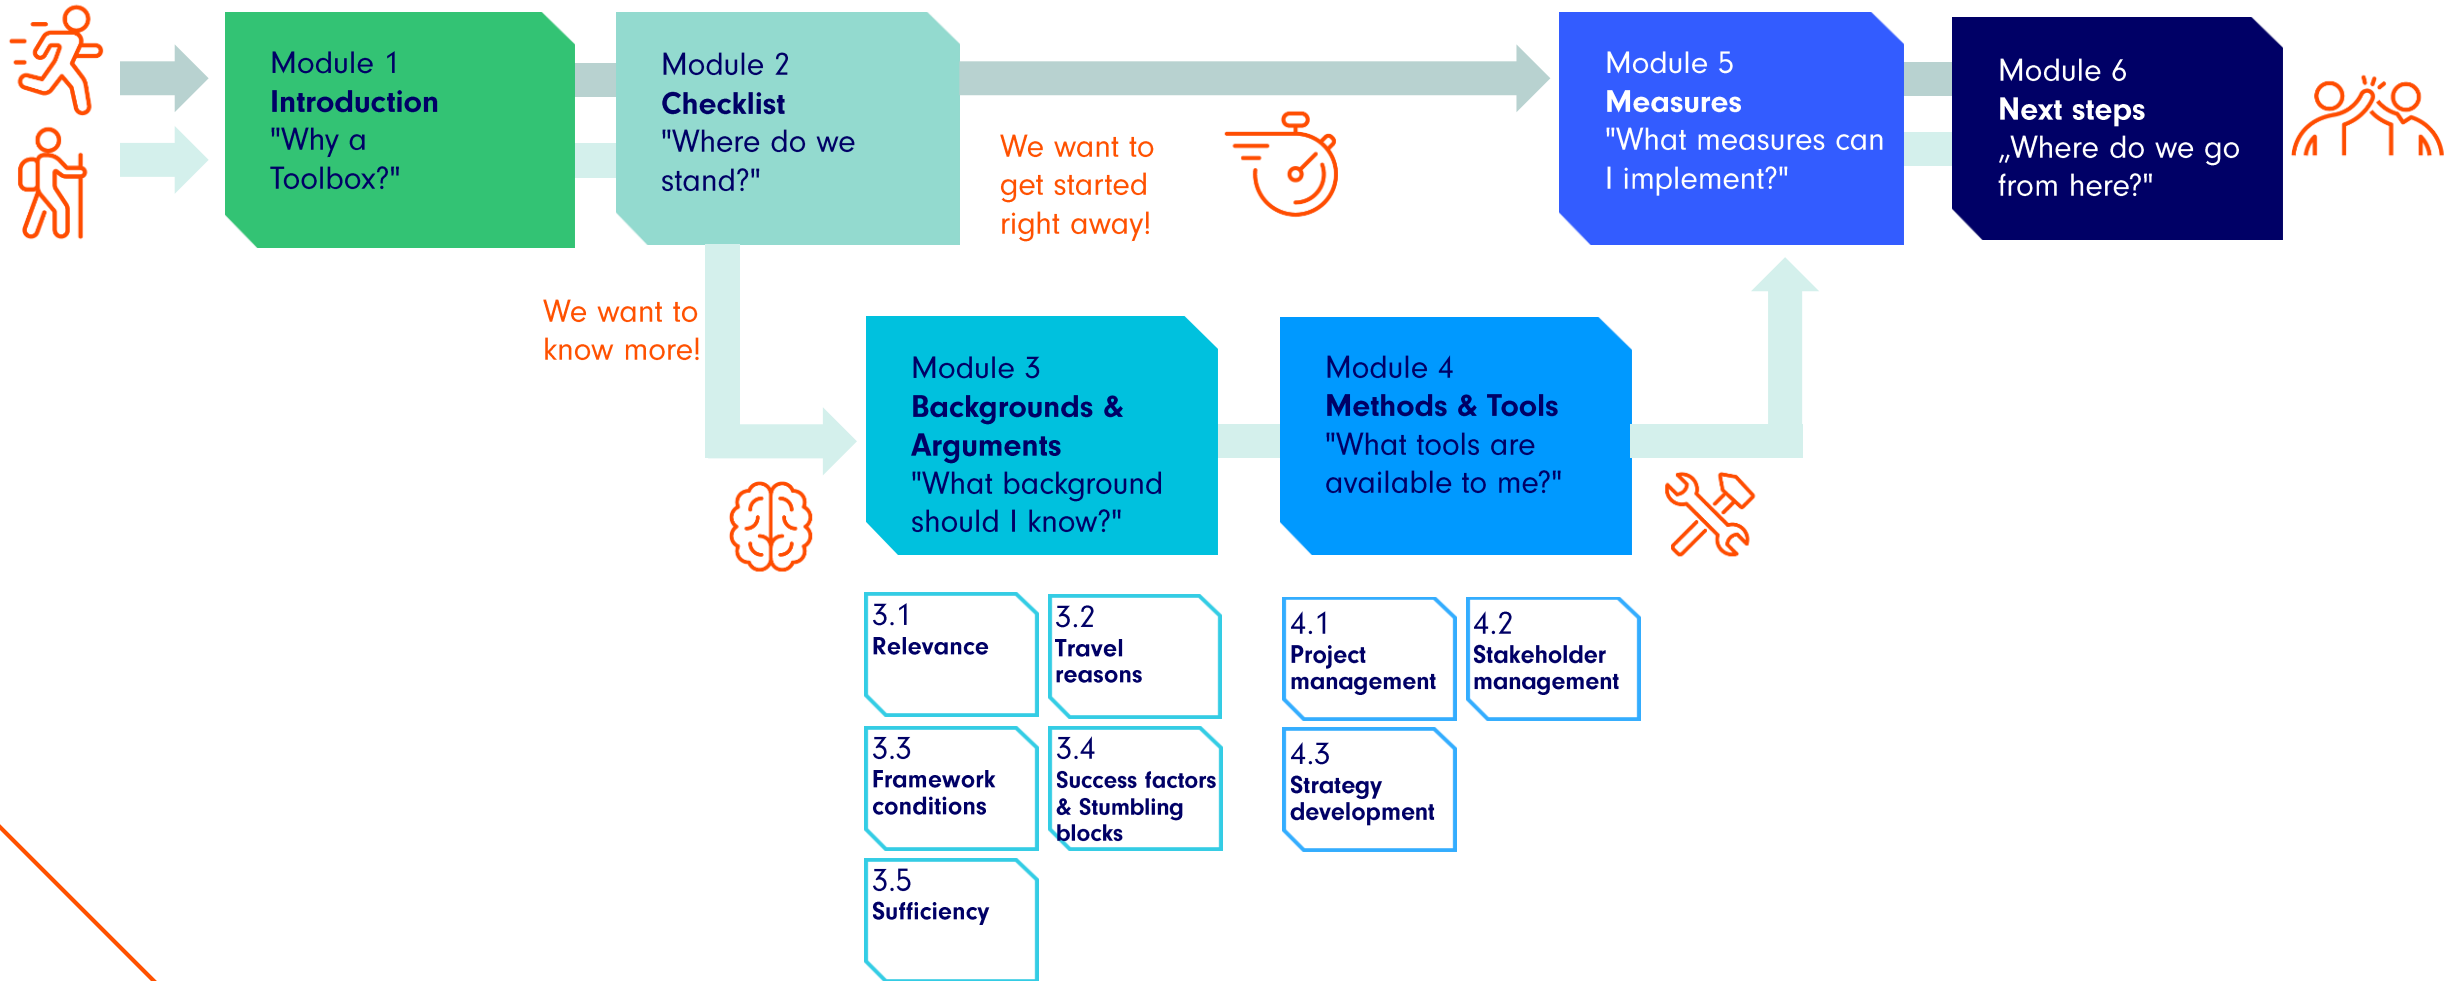 Module 1
Introduction
"Why a
Toolbox?"
Module 2
Checklist
"Where do we
stand?"
We want to
get started
right away!
Module 5
Measures
"What measures can
I implement?"
Module 6
Next steps
„Where do we go
from here?"
We want to
know more!
Module 3
Backgrounds &
Arguments
"What background
should I know?"
Module 4
Methods & Tools
"What tools are
available to me?"
3.1
Relevance
3.2
Travel
reasons
3.3
Framework
conditions
3.4
Success factors
& Stumbling
blocks
3.5
Sufficiency
4.1
Project
management
4.2
Stakeholder
management
4.3
Strategy
development